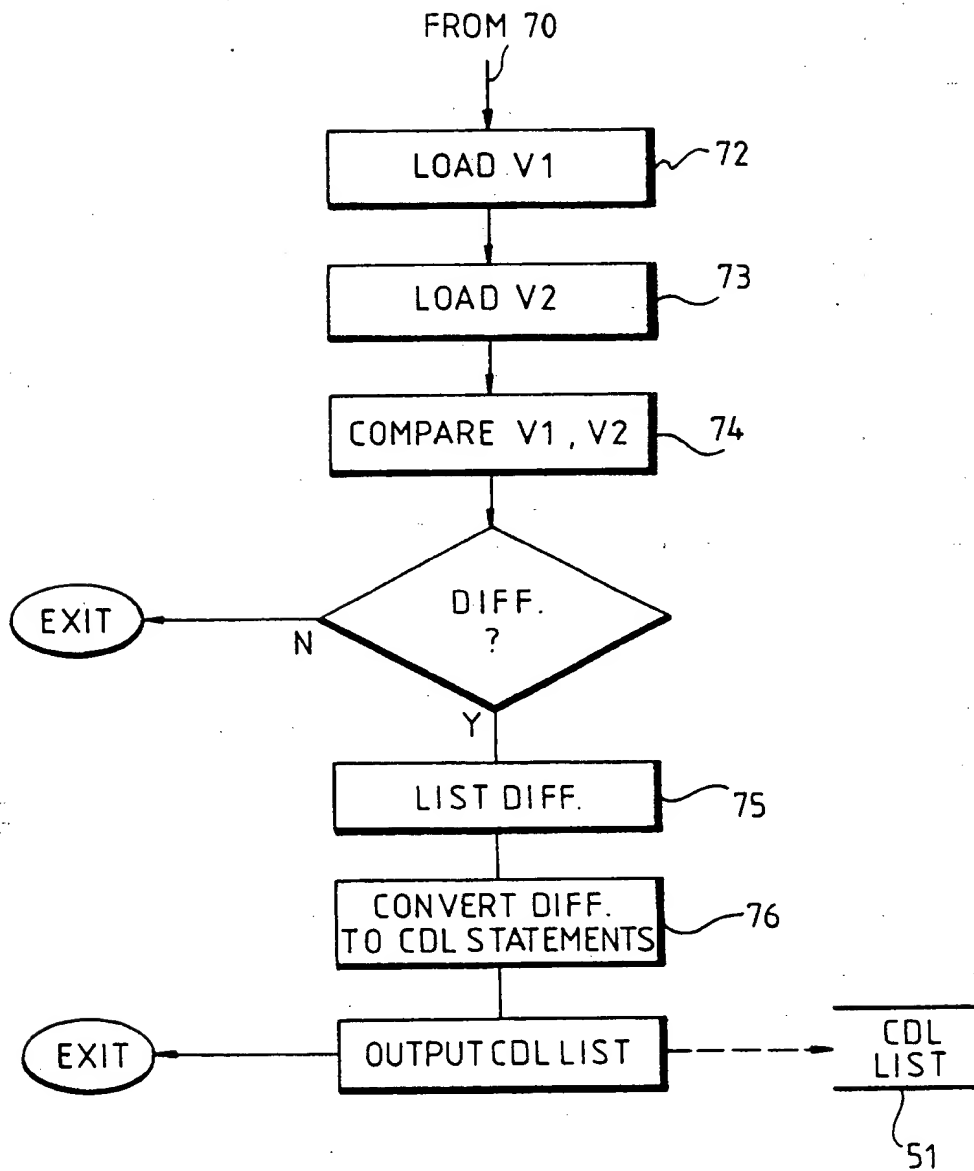 FROM 70
LOAD V1
72
LOAD V2
73
COMPARE V1, V2
74
DIFF.
?
EXIT
N
Y
LIST DIFF.
75
CONVERT DIFF.
TO CDL STATEMENTS
76
EXIT
OUTPUT CDL LIST
CDL
LIST
51